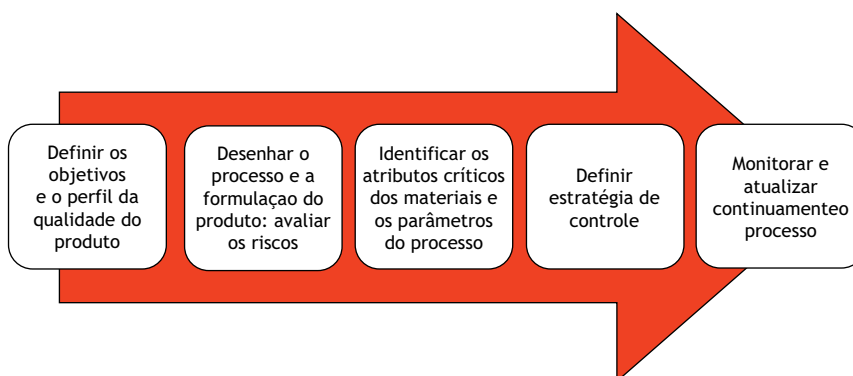 Definir os
objetivos
e o perfil da
qualidade do
produto
Desenhar o
processo e a
formulaçao do
produto: avaliar
os riscos
Identificar os
atributos críticos
dos materiais e
os parâmetros
do processo
Definir
estratégia de
controle
Monitorar e
atualizar
continuamenteo
processo